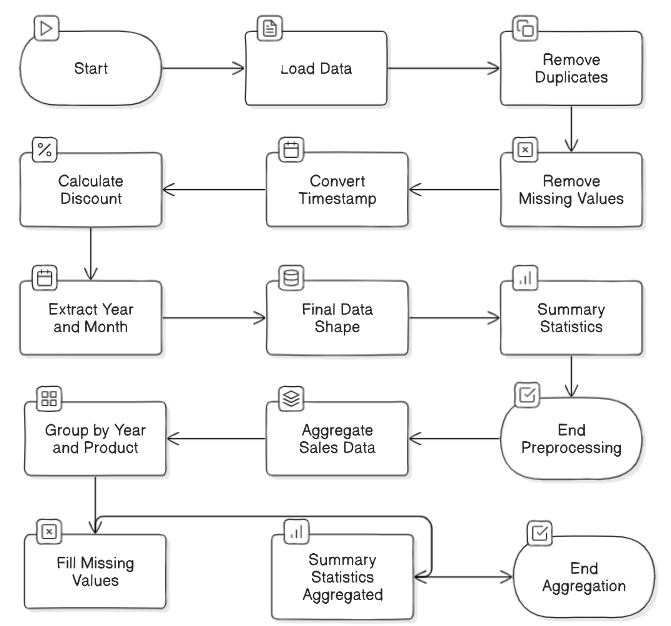 Start
Load Data
Remove
Duplicates
Calculate
Discount
Convert
Timestamp
Remove
Missing Values
Extract Year
and Month
Final Data
Shape
Summary
Statistics
Group by Year
and Product
Aggregate
Sales Data
End
Preprocessing
Fill Missing
Values
Summary
Statistics
Aggregated
End
Aggregation